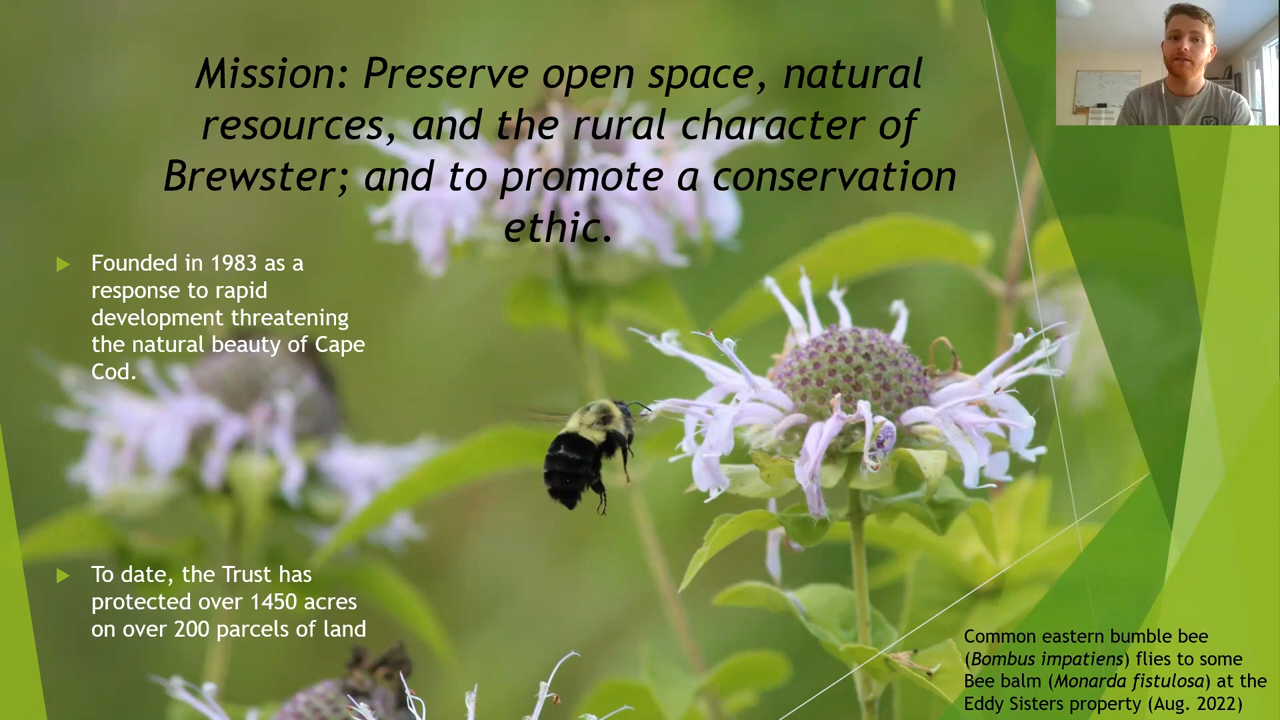 Mission: Preserve open space, natural
resources, and the rural character of
Brewster; and to promote a conservation
ethic.
Founded in 1983 as a
response to rapid
development threatening
the natural beauty of Cape
Cod.
To date, the Trust has
protected over 1450 acres
on over 200 parcels of land
Common eastern bumble bee
(Bombus impatiens) flies to some
Bee balm (Monarda fistulosa) at the
Eddy Sisters property (Aug. 2022)